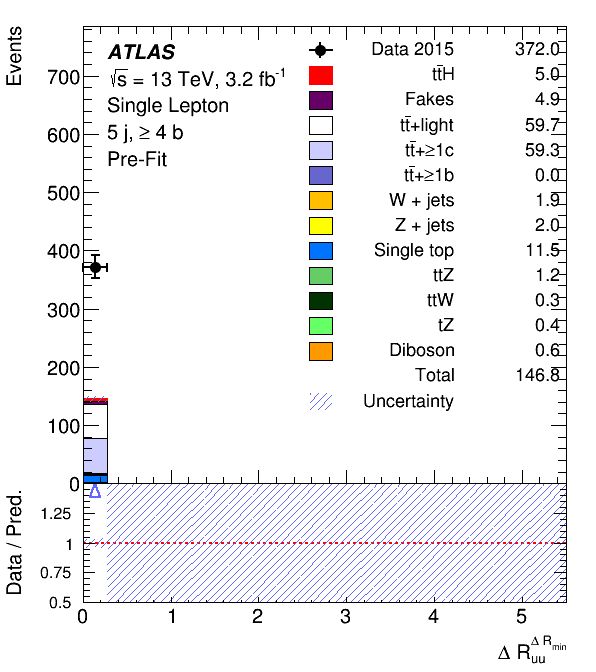 Events
ATLAS
√s = 13 TeV, 3.2 fb⁻¹
Single Lepton
5 j, ≥ 4 b
Pre-Fit
Data 2015 372.0
tt̄H 5.0
Fakes 4.9
tt̄+light 59.7
tt̄+≥1c 59.3
tt̄+≥1b 0.0
W + jets 1.9
Z + jets 2.0
Single top 11.5
ttZ 1.2
ttW 0.3
tZ 0.4
Diboson 0.6
Total 146.8
Uncertainty
700
600
500
400
300
200
100
0
Data / Pred.
1.25
1
0.75
0.5
0 1 2 3 4 5
Δ R_uu^Δ R_min